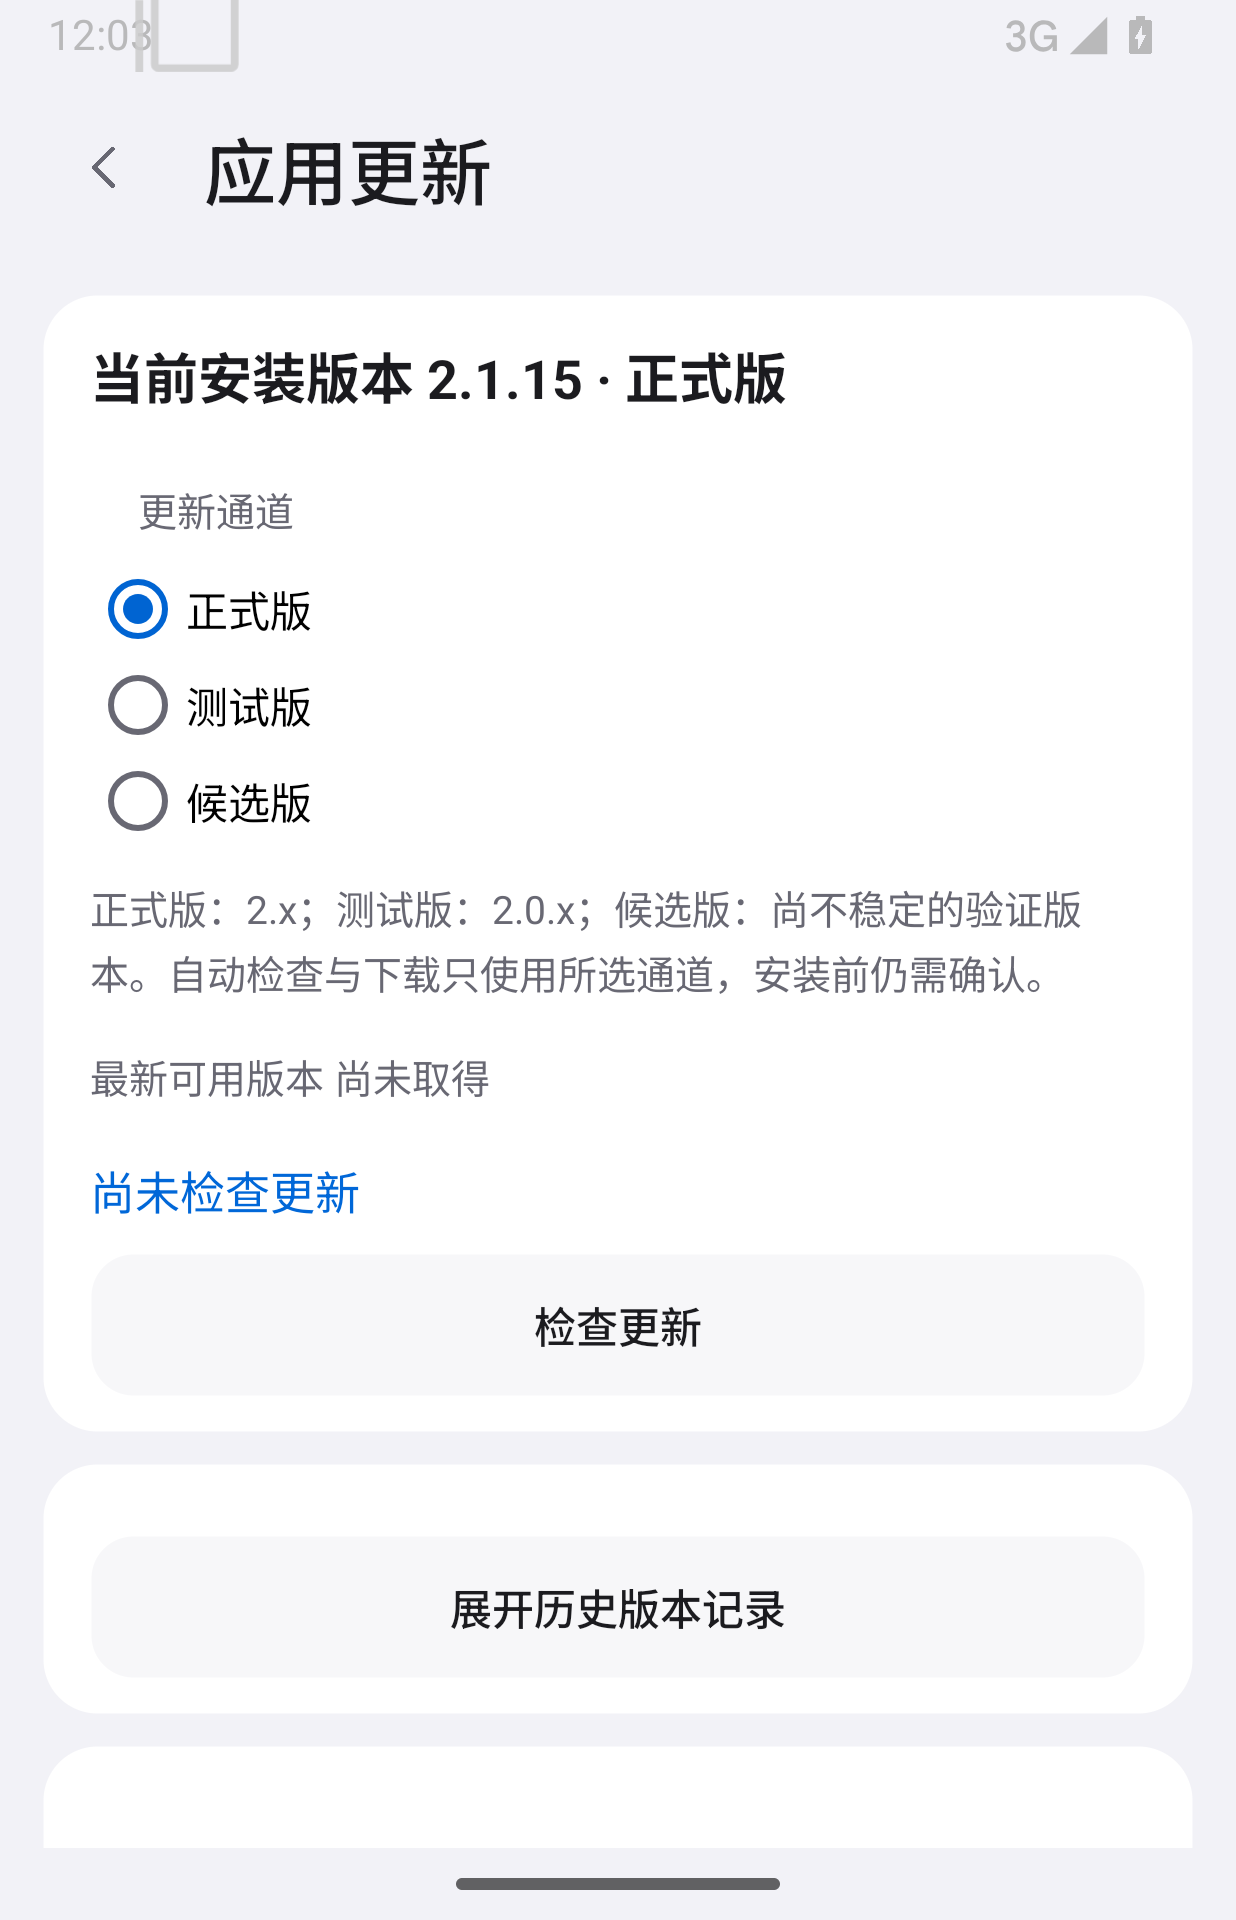 12:03
3G
应用更新
当前安装版本 2.1.15 · 正式版
更新通道
正式版
测试版
候选版
正式版：2.x；测试版：2.0.x；候选版：尚不稳定的验证版
本。自动检查与下载只使用所选通道，安装前仍需确认。
最新可用版本 尚未取得
尚未检查更新
检查更新
展开历史版本记录